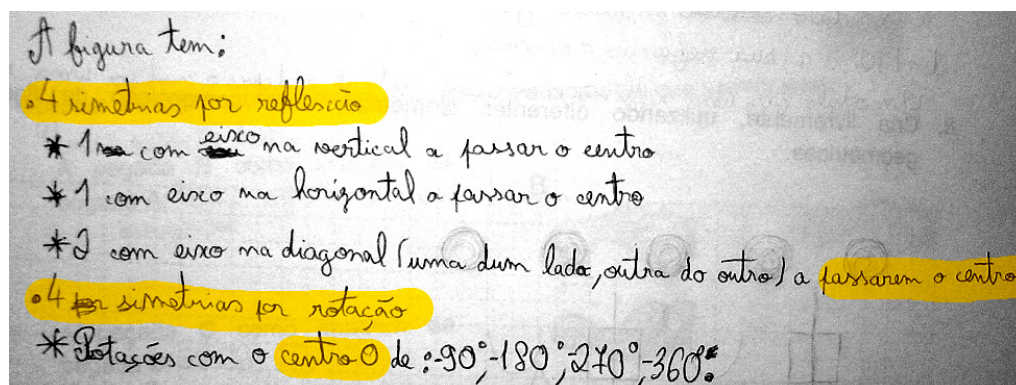 A figura tem:
. 4 simetrias por reflescão
* 1 com eixo na vertical a passar o centro
* 1 com eixo na horizontal a passar o centro
* 2 com eixo na diagonal (uma dum lado, outra do outro) a passarem o centro
. 4 simetrias por rotação
* Rotações com o centro O de: -90°, -180°, -270°, -360°.